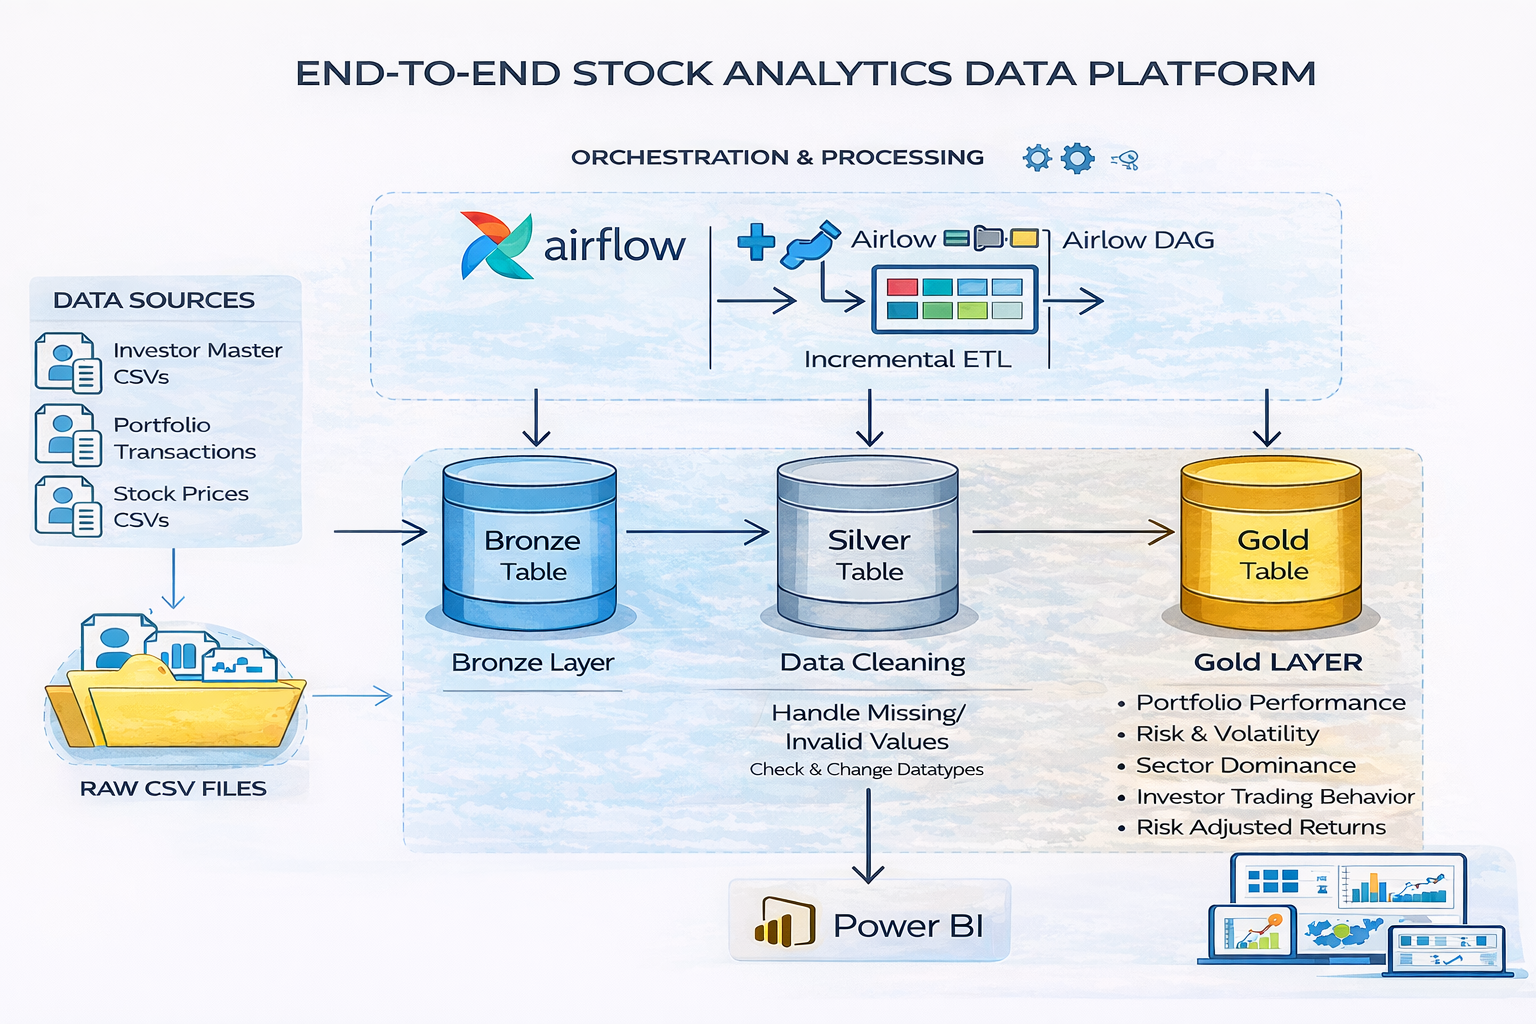 END-TO-END STOCK ANALYTICS DATA PLATFORM
ORCHESTRATION & PROCESSING
airflow
Airlow
Airlow DAG
Incremental ETL
DATA SOURCES
Investor Master
CSVs
Portfolio
Transactions
Stock Prices
CSVs
RAW CSV FILES
Bronze
Table
Bronze Layer
Silver
Table
Data Cleaning
Handle Missing/
Invalid Values
Check & Change Datatypes
Gold
Table
Gold LAYER
• Portfolio Performance
• Risk & Volatility
• Sector Dominance
• Investor Trading Behavior
• Risk Adjusted Returns
Power BI